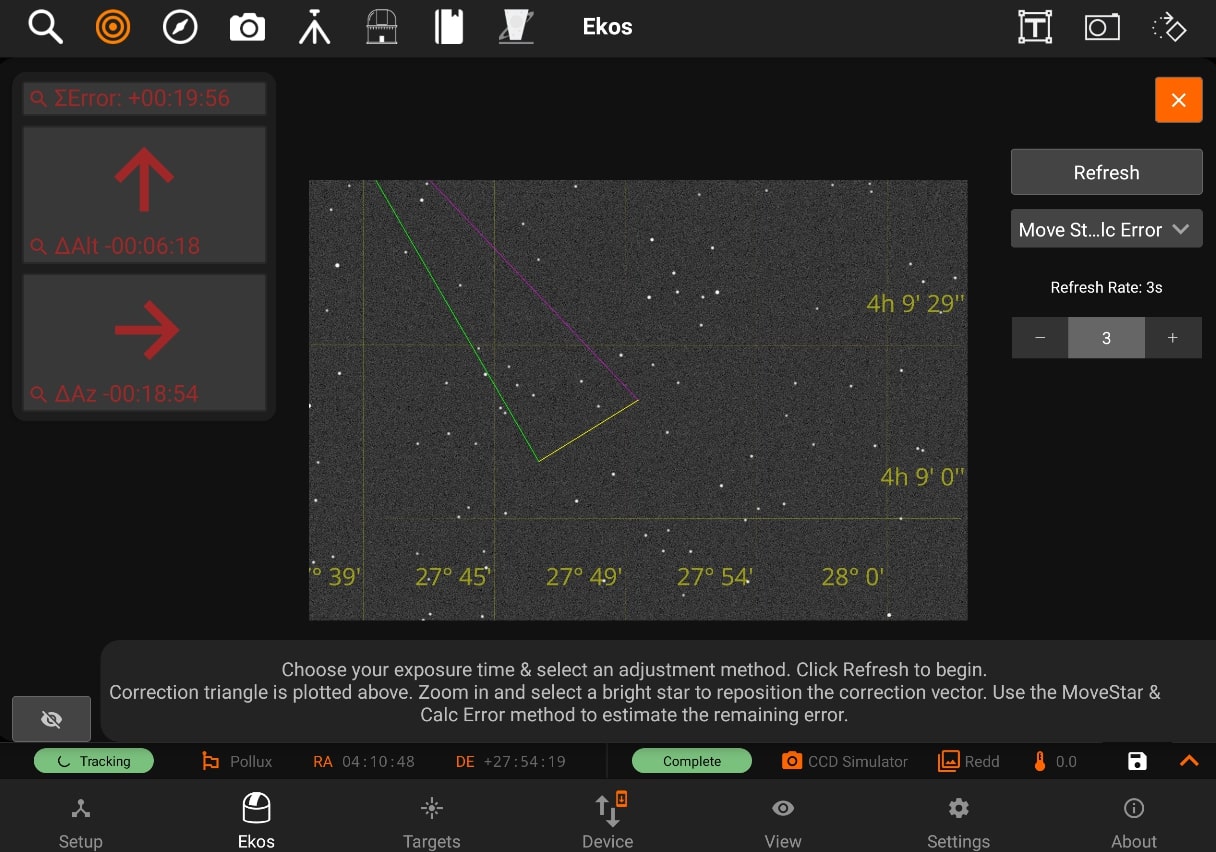 Ekos
ΣError: +00:19:56
ΔAlt -00:06:18
ΔAz -00:18:54
Refresh
Move St...lc Error
Refresh Rate: 3s
− 3 +
4h 9' 29''
4h 9' 0''
° 39' 27° 45' 27° 49' 27° 54' 28° 0'
Choose your exposure time & select an adjustment method. Click Refresh to begin.
Correction triangle is plotted above. Zoom in and select a bright star to reposition the correction vector. Use the MoveStar &
Calc Error method to estimate the remaining error.
Tracking Pollux RA 04:10:48 DE +27:54:19 Complete CCD Simulator Redd 0.0
Setup Ekos Targets Device View Settings About